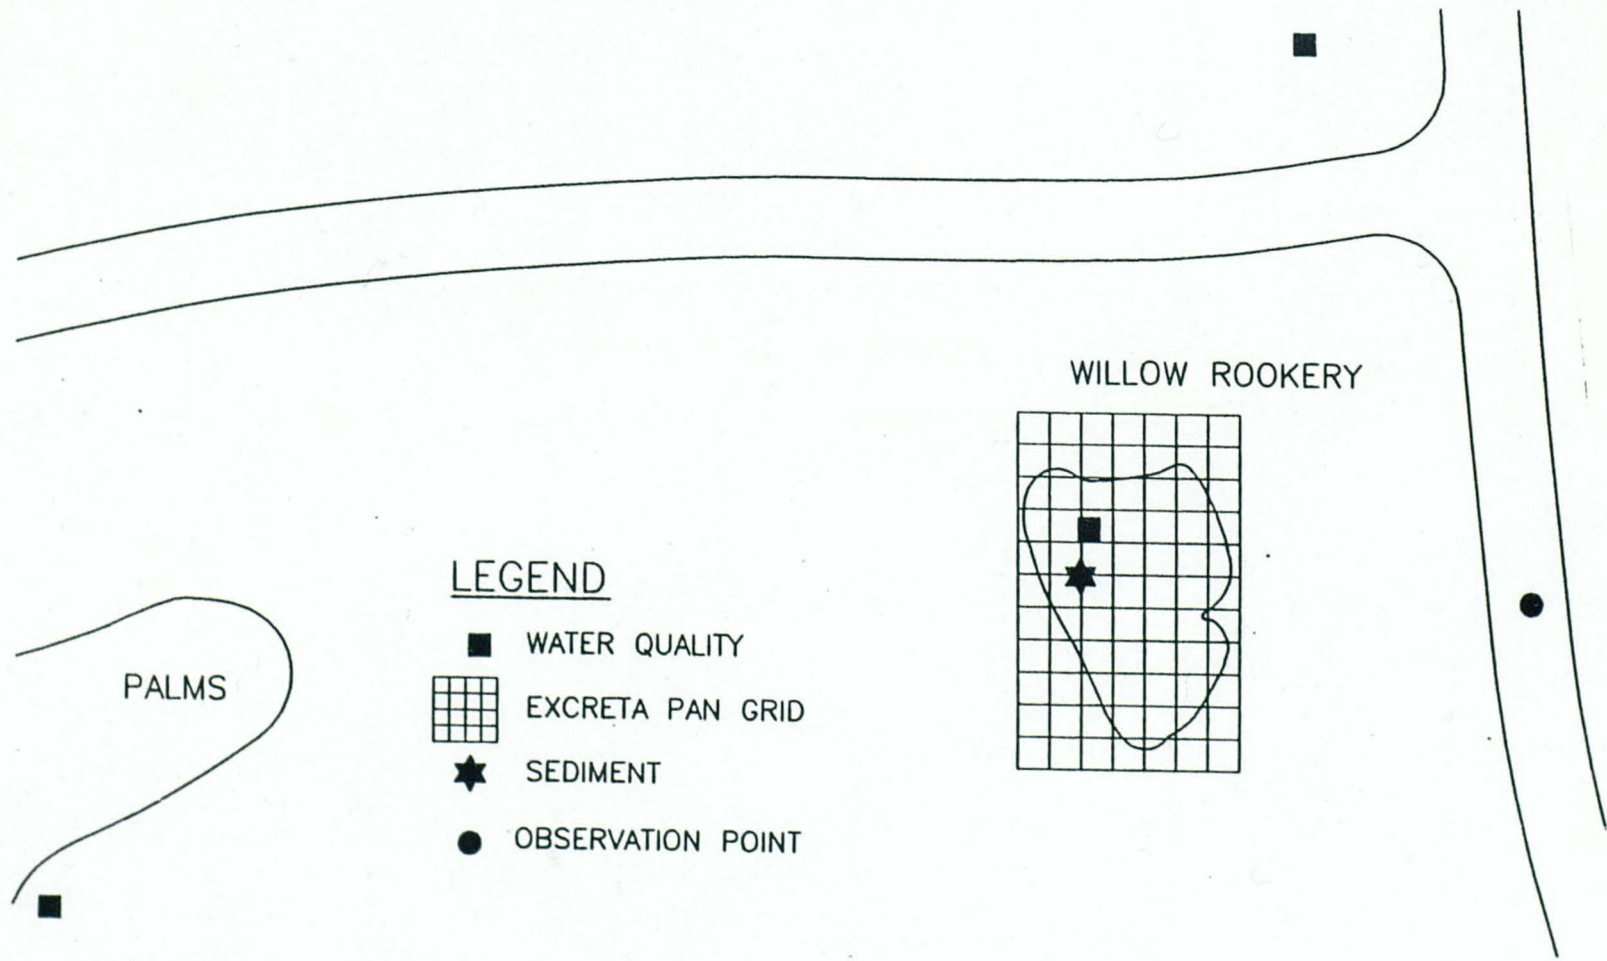 WILLOW ROOKERY
LEGEND
WATER QUALITY
EXCRETA PAN GRID
SEDIMENT
OBSERVATION POINT
PALMS